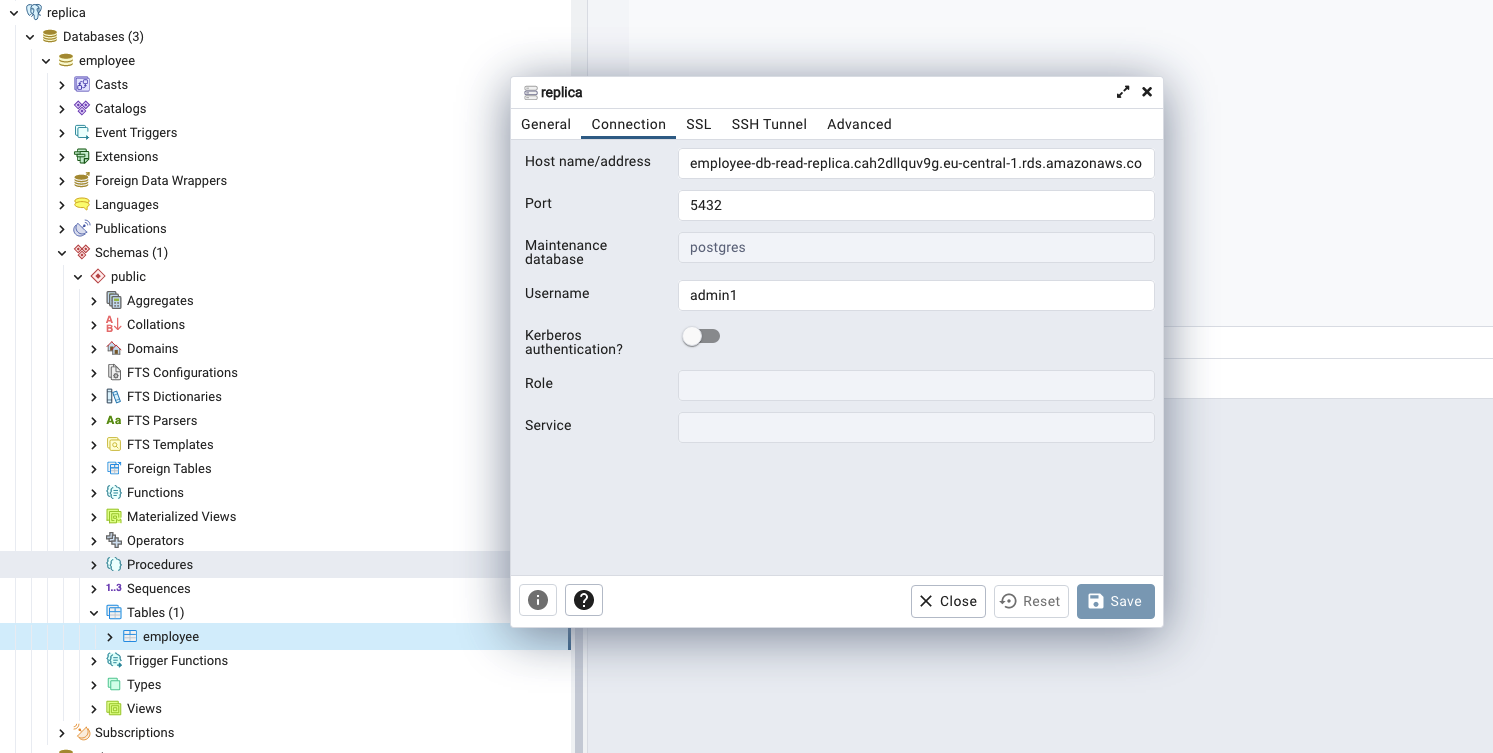 replica
Databases (3)
employee
Casts
Catalogs
Event Triggers
Extensions
Foreign Data Wrappers
Languages
Publications
Schemas (1)
public
Aggregates
Collations
Domains
FTS Configurations
FTS Dictionaries
Aa FTS Parsers
FTS Templates
Foreign Tables
Functions
Materialized Views
Operators
Procedures
1..3 Sequences
Tables (1)
employee
Trigger Functions
Types
Views
Subscriptions
replica
General Connection SSL SSH Tunnel Advanced
Host name/address employee-db-read-replica.cah2dllquv9g.eu-central-1.rds.amazonaws.co
Port 5432
Maintenance
database
postgres
Username admin1
Kerberos
authentication?
Role
Service
Close Reset Save